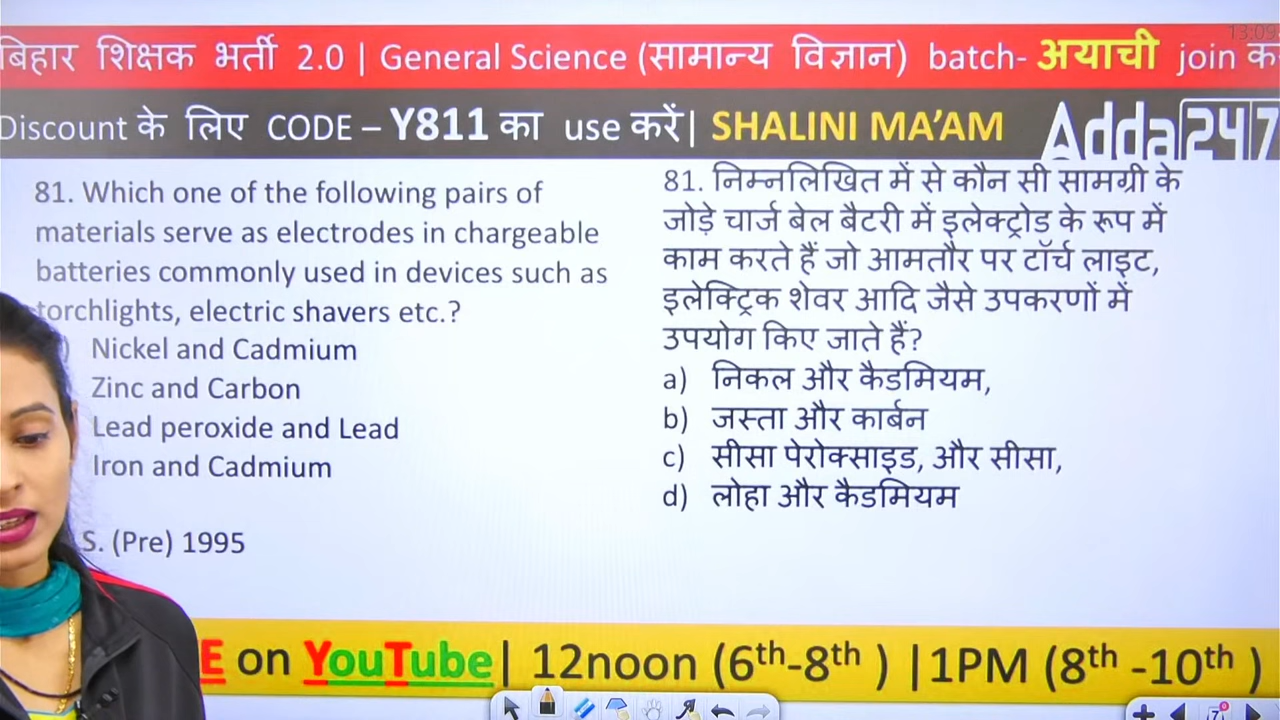 13:09
बिहार शिक्षक भर्ती 2.0 | General Science (सामान्य विज्ञान) batch- अयाची join
Discount के लिए CODE – Y811 का use करें| SHALINI MA’AM Adda247
81. Which one of the following pairs of
materials serve as electrodes in chargeable
batteries commonly used in devices such as
torchlights, electric shavers etc.?
) Nickel and Cadmium
Zinc and Carbon
Lead peroxide and Lead
Iron and Cadmium
S. (Pre) 1995
81. निम्नलिखित में से कौन सी सामग्री के
जोड़े चार्ज बेल बैटरी में इलेक्ट्रोड के रूप में
काम करते हैं जो आमतौर पर टॉर्च लाइट,
इलेक्ट्रिक शेवर आदि जैसे उपकरणों में
उपयोग किए जाते हैं?
a) निकल और कैडमियम,
b) जस्ता और कार्बन
c) सीसा पेरोक्साइड, और सीसा,
d) लोहा और कैडमियम
E on YouTube| 12noon (6th-8th ) |1PM (8th -10th )
7